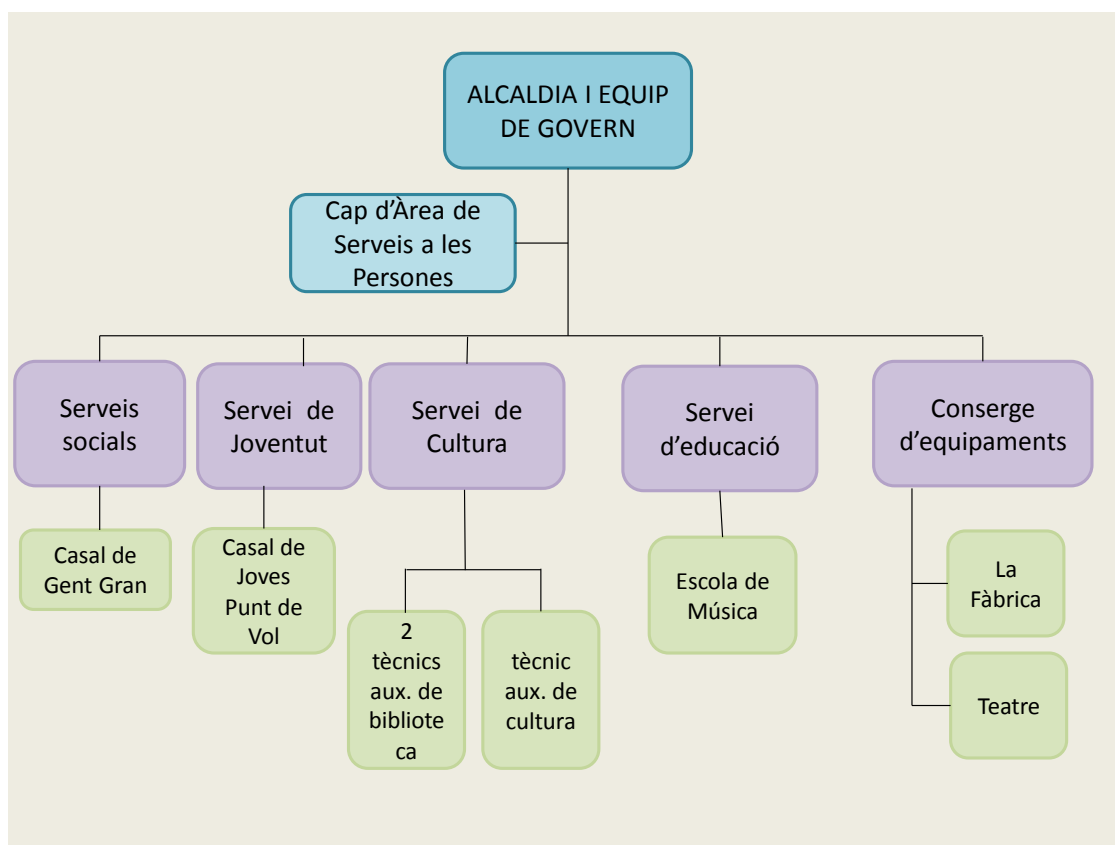 ALCALDIA I EQUIP
DE GOVERN
Cap d’Àrea de
Serveis a les
Persones
Serveis
socials
Servei de
Joventut
Servei de
Cultura
Servei
d’educació
Conserge
d’equipaments
Casal de
Gent Gran
Casal de
Joves
Punt de
Vol
2
tècnics
aux. de
bibliote
ca
tècnic
aux. de
cultura
Escola de
Música
La
Fàbrica
Teatre